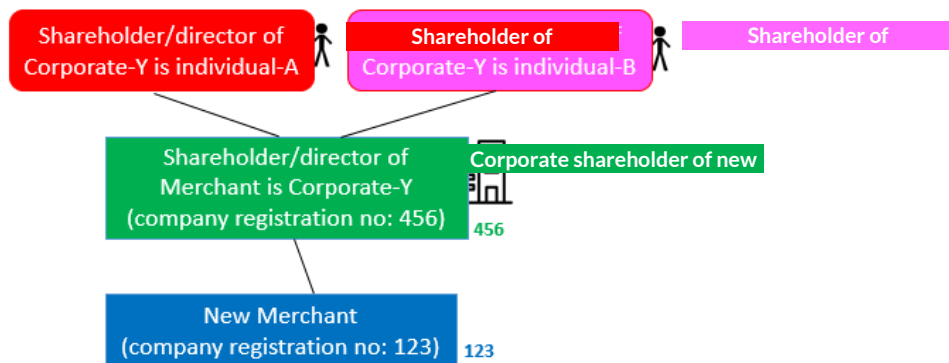 Shareholder/director of
Corporate-Y is individual-A
Shareholder of
Corporate-Y is individual-B
Shareholder of
Shareholder/director of
Merchant is Corporate-Y
(company registration no: 456)
Corporate shareholder of new
456
New Merchant
(company registration no: 123)
123